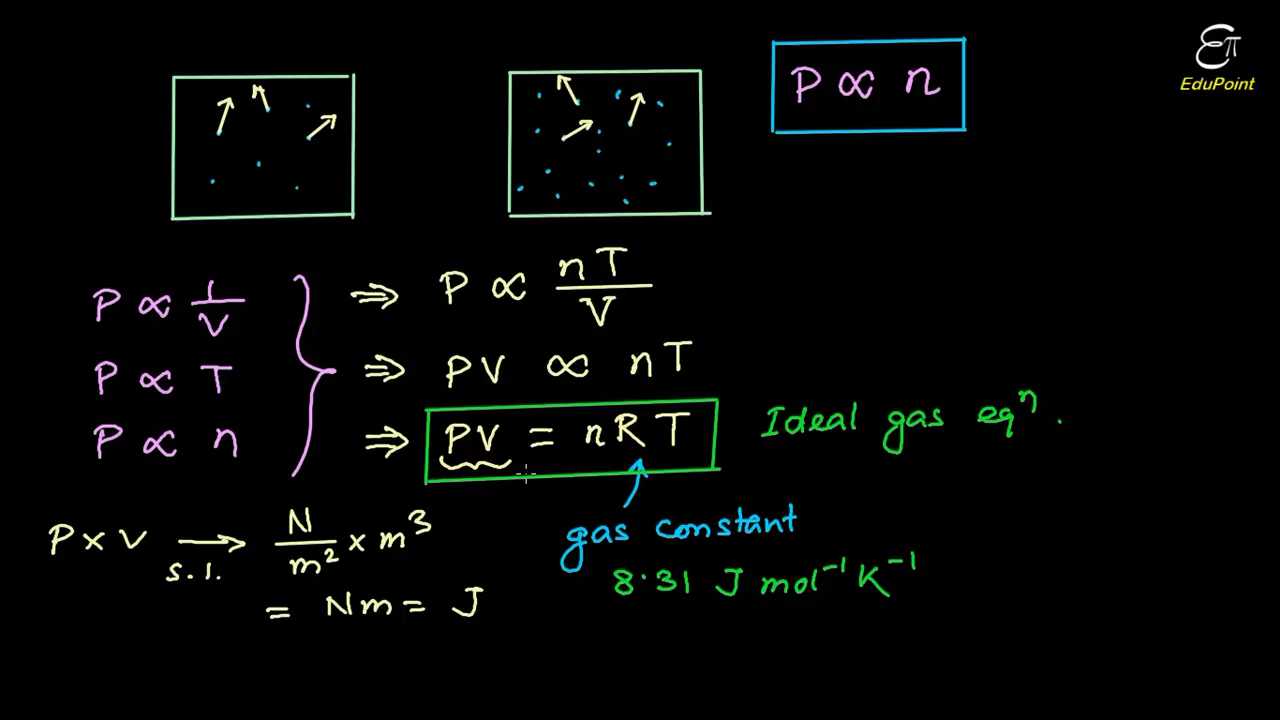 P ∝ n
Επ
EduPoint
P ∝ 1/V
P ∝ T
P ∝ n
⇒ P ∝ nT/V
⇒ PV ∝ nT
⇒ PV = nRT
Ideal gas eqⁿ.
gas constant
8.31 J mol⁻¹ K⁻¹
P × V → N/m² × m³
S.I.
= Nm = J